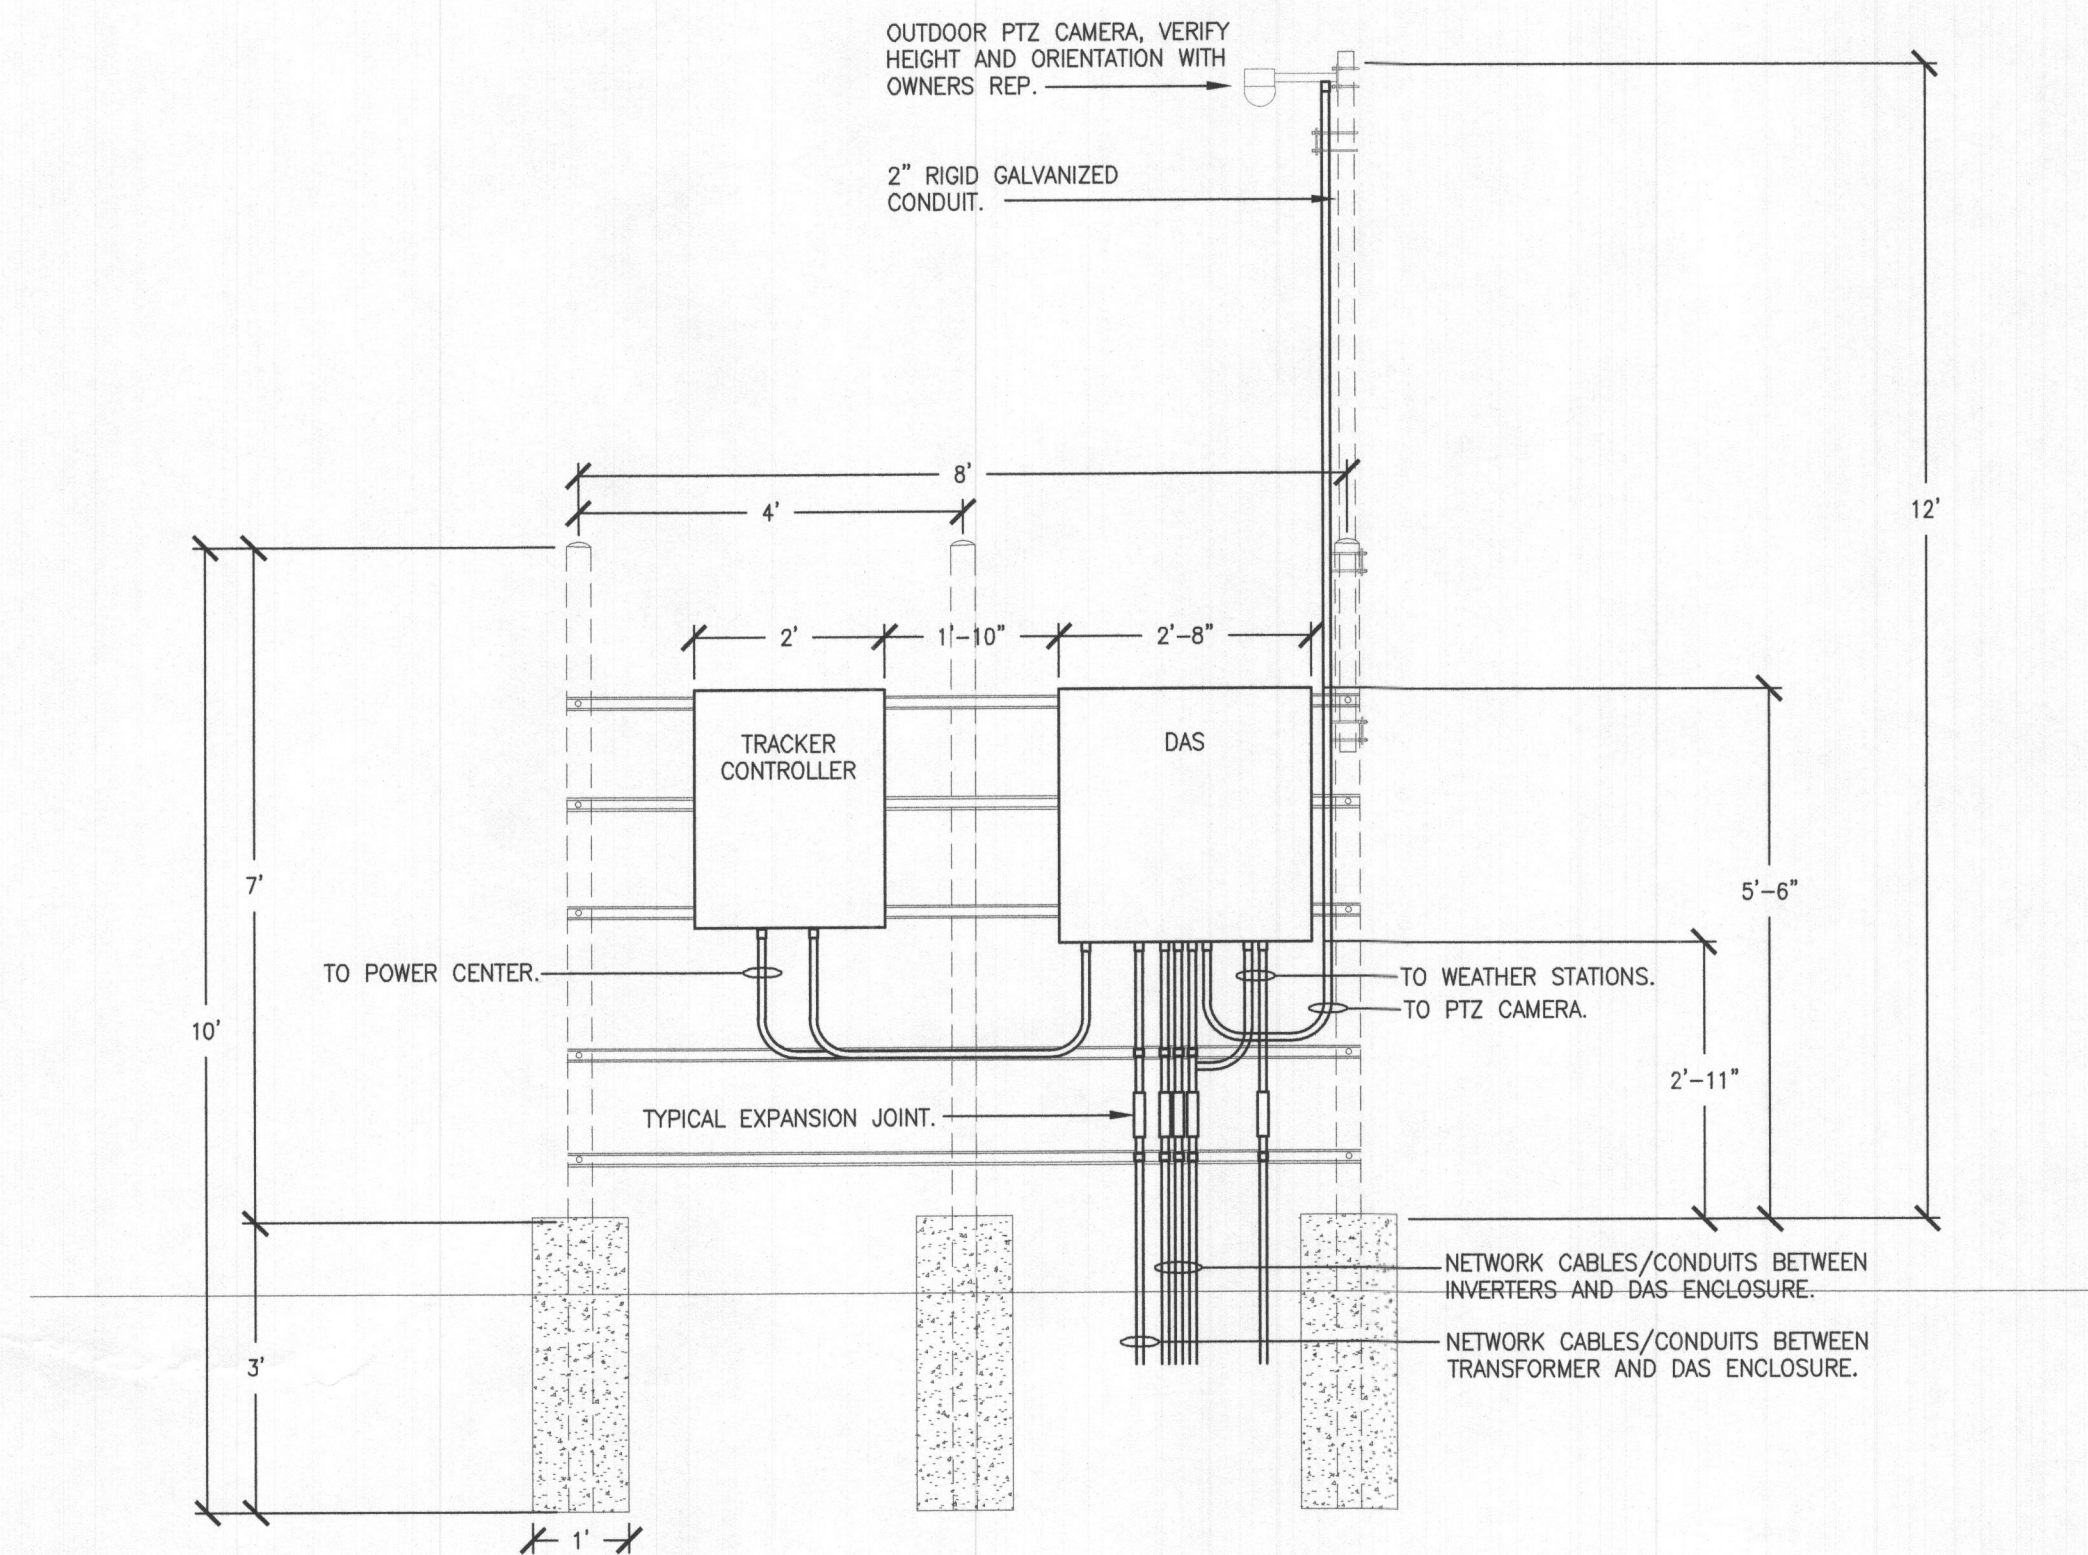 OUTDOOR PTZ CAMERA, VERIFY
HEIGHT AND ORIENTATION WITH
OWNERS REP.
2" RIGID GALVANIZED
CONDUIT.
8'
4'
12'
2'
1'-10"
2'-8"
TRACKER
CONTROLLER
DAS
7'
5'-6"
TO POWER CENTER.
TO WEATHER STATIONS.
TO PTZ CAMERA.
10'
2'-11"
TYPICAL EXPANSION JOINT.
NETWORK CABLES/CONDUITS BETWEEN
INVERTERS AND DAS ENCLOSURE.
3'
NETWORK CABLES/CONDUITS BETWEEN
TRANSFORMER AND DAS ENCLOSURE.
1'